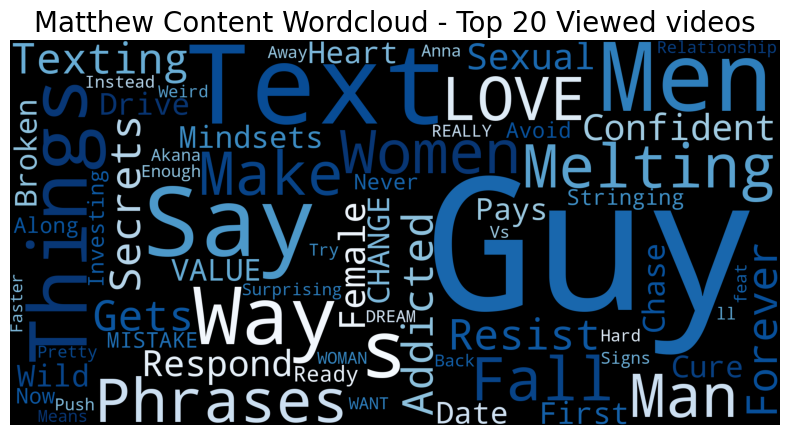 Matthew Content Wordcloud - Top 20 Viewed videos
Texting
Instead
Weird
Away
Heart
Anna
Text
Sexual
LOVE
Men
Relationship
Drive
Broken
Things
Secrets
Mindsets
Akana
Enough
Make
Women
REALLY
Avoid
Confident
Melting
Never
Stringing
Along
Investing
Say
VALUE
Surprising
Try
Female
CHANGE
Addicted
Pays
Vs
Guy
Chase
feat
ll
Forever
Faster
Gets
MISTAKE
Way
s
DREAM
Resist
Hard
Signs
Pretty
Wild
Respond
Ready
WOMAN
WANT
Back
Fall
Cure
Now
Push
Means
Phrases
Date
First
Man